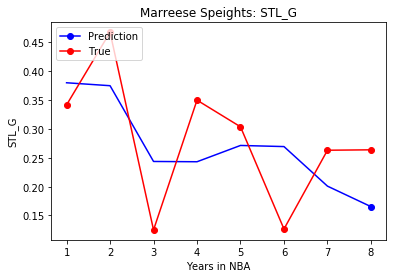 Marreese Speights: STL_G
Prediction
True
0.45
0.40
0.35
0.30
0.25
0.20
0.15
STL_G
1 2 3 4 5 6 7 8
Years in NBA